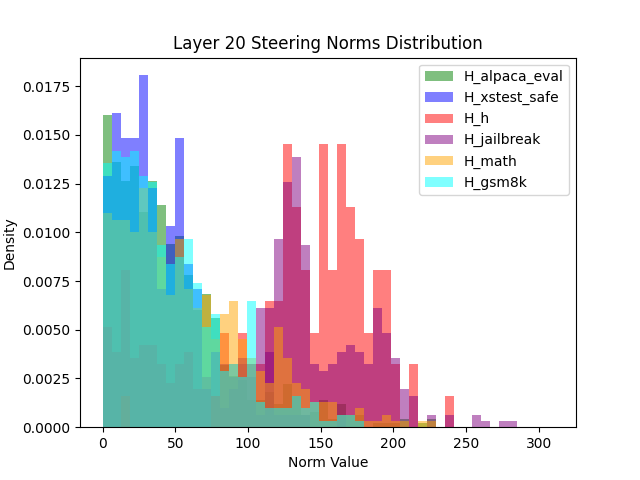 Layer 20 Steering Norms Distribution
H_alpaca_eval
H_xstest_safe
H_h
H_jailbreak
H_math
H_gsm8k
Density
0.0175
0.0150
0.0125
0.0100
0.0075
0.0050
0.0025
0.0000
0 50 100 150 200 250 300
Norm Value